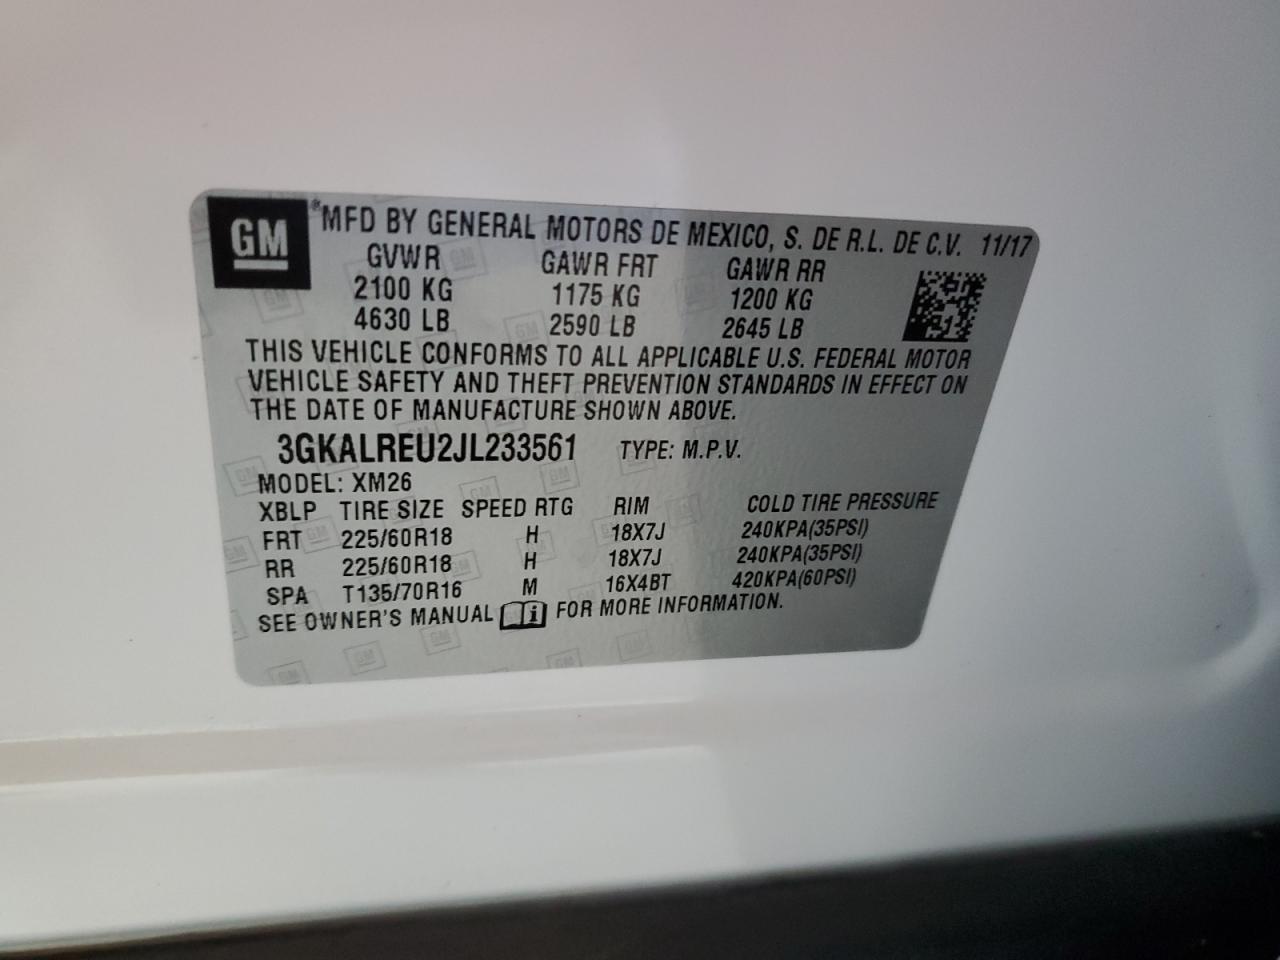 GM ® MFD BY GENERAL MOTORS DE MEXICO, S. DE R.L. DE C.V. 11/17
GVWR GAWR FRT GAWR RR
2100 KG 1175 KG 1200 KG
4630 LB 2590 LB 2645 LB
THIS VEHICLE CONFORMS TO ALL APPLICABLE U.S. FEDERAL MOTOR
VEHICLE SAFETY AND THEFT PREVENTION STANDARDS IN EFFECT ON
THE DATE OF MANUFACTURE SHOWN ABOVE.
3GKALREU2JL233561 TYPE: M.P.V.
MODEL: XM26
XBLP TIRE SIZE SPEED RTG RIM COLD TIRE PRESSURE
FRT 225/60R18 H 18X7J 240KPA(35PSI)
RR 225/60R18 H 18X7J 240KPA(35PSI)
SPA T135/70R16 M 16X4BT 420KPA(60PSI)
SEE OWNER'S MANUAL i FOR MORE INFORMATION.